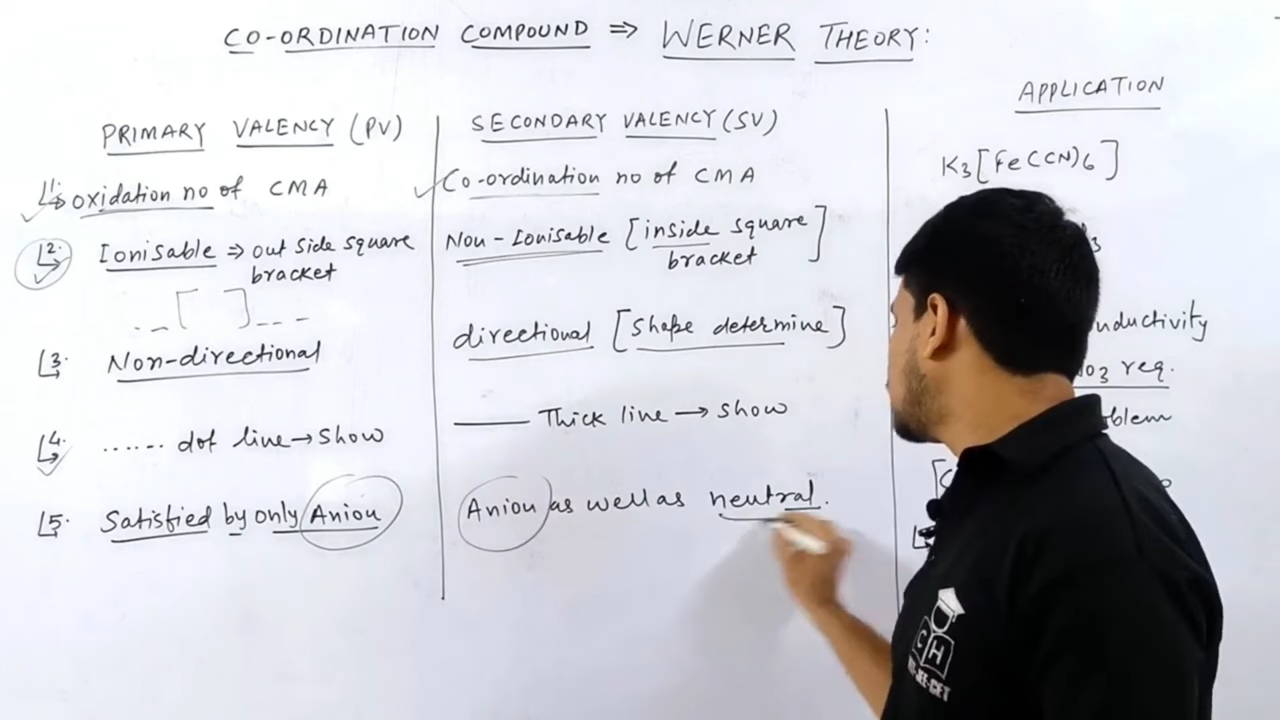 CO-ORDINATION COMPOUND ⇒ WERNER THEORY:
PRIMARY VALENCY (PV)
1. oxidation no of CMA
2. Ionisable ⇒ out side square
bracket
[ ]
3. Non-directional
4. ...... dot line → show
5. Satisfied by only Anion
SECONDARY VALENCY (SV)
Co-ordination no of CMA
Non-Ionisable [inside square
bracket]
directional [shape determine]
Thick line → show
Anion as well as neutral.
APPLICATION
K3[Fe(CN)6]
3
req.
C H